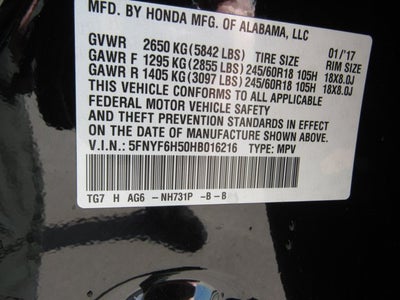 MFD. BY HONDA MFG. OF ALABAMA, LLC
GVWR 2650 KG (5842 LBS) TIRE SIZE 01/'17 RIM SIZE
GAWR F 1295 KG (2855 LBS) 245/60R18 105H 18X8.0J
GAWR R 1405 KG (3097 LBS) 245/60R18 105H 18X8.0J
THIS VEHICLE CONFORMS TO ALL APPLICABLE
FEDERAL MOTOR VEHICLE SAFETY
AND THEFT PREVENTION STANDARDS IN EFFECT
ON THE DATE OF MANUFACTURE SHOWN ABOVE.
V.I.N.: 5FNYF6H50HB016216 TYPE: MPV
TG7 H AG6 -NH731P -B-8